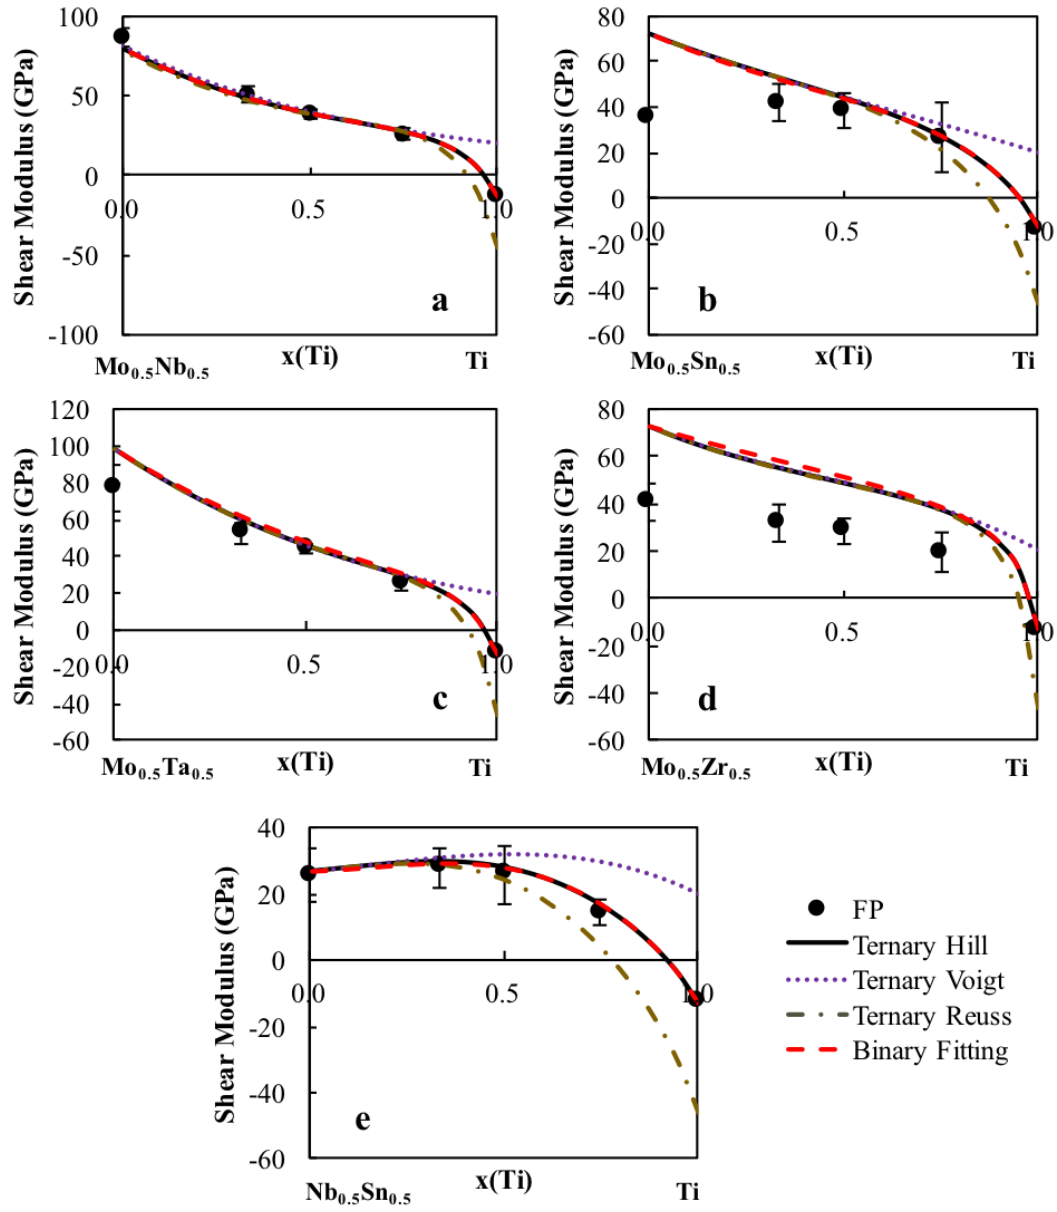 100
50
0
-50
-100
Shear Modulus (GPa)
0.0
0.5
1.0
a
Mo0.5Nb0.5
x(Ti)
Ti
80
60
40
20
0
-20
-40
-60
Shear Modulus (GPa)
0.0
0.5
1.0
b
Mo0.5Sn0.5
x(Ti)
Ti
120
100
80
60
40
20
0
-20
-40
-60
Shear Modulus (GPa)
0.0
0.5
1.0
c
Mo0.5Ta0.5
x(Ti)
Ti
80
60
40
20
0
-20
-40
-60
Shear Modulus (GPa)
0.0
0.5
1.0
d
Mo0.5Zr0.5
x(Ti)
Ti
40
20
0
-20
-40
-60
Shear Modulus (GPa)
0.0
0.5
1.0
e
Nb0.5Sn0.5
x(Ti)
Ti
FP
Ternary Hill
Ternary Voigt
Ternary Reuss
Binary Fitting